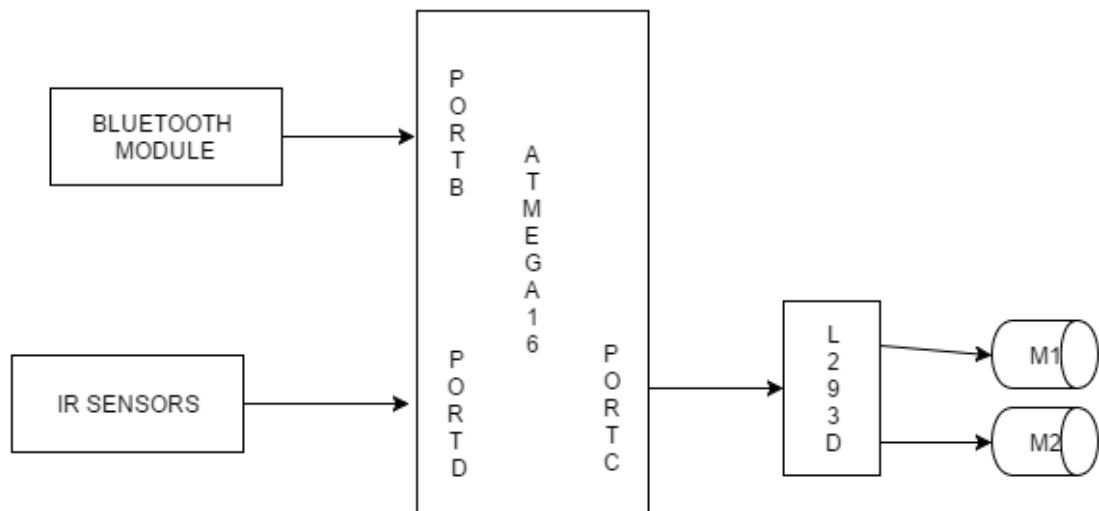 BLUETOOTH
MODULE
PORTB
ATMEGA16
IR SENSORS
PORTD
PORTC
L293D
M1
M2